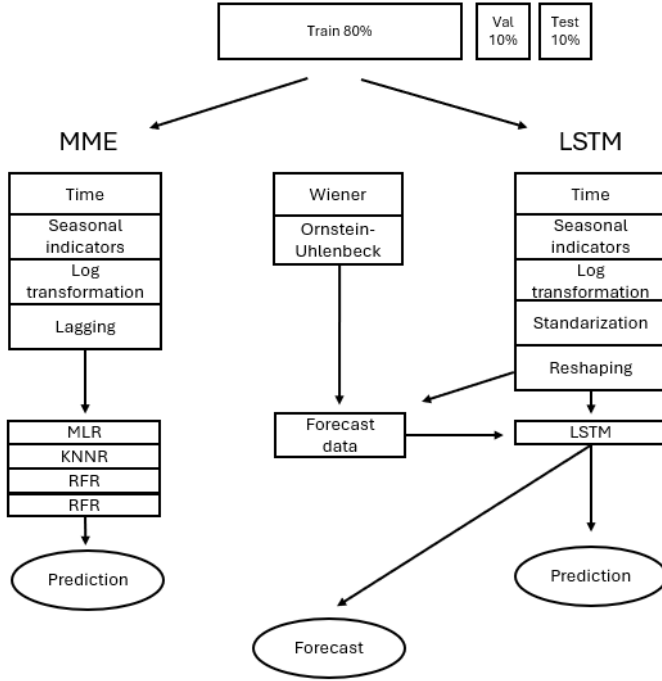 Train 80%
Val
10%
Test
10%
MME
LSTM
Time
Seasonal
indicators
Log
transformation
Lagging
Wiener
Ornstein-
Uhlenbeck
Time
Seasonal
indicators
Log
transformation
Standarization
Reshaping
MLR
KNNR
RFR
RFR
Forecast
data
LSTM
Prediction
Prediction
Forecast